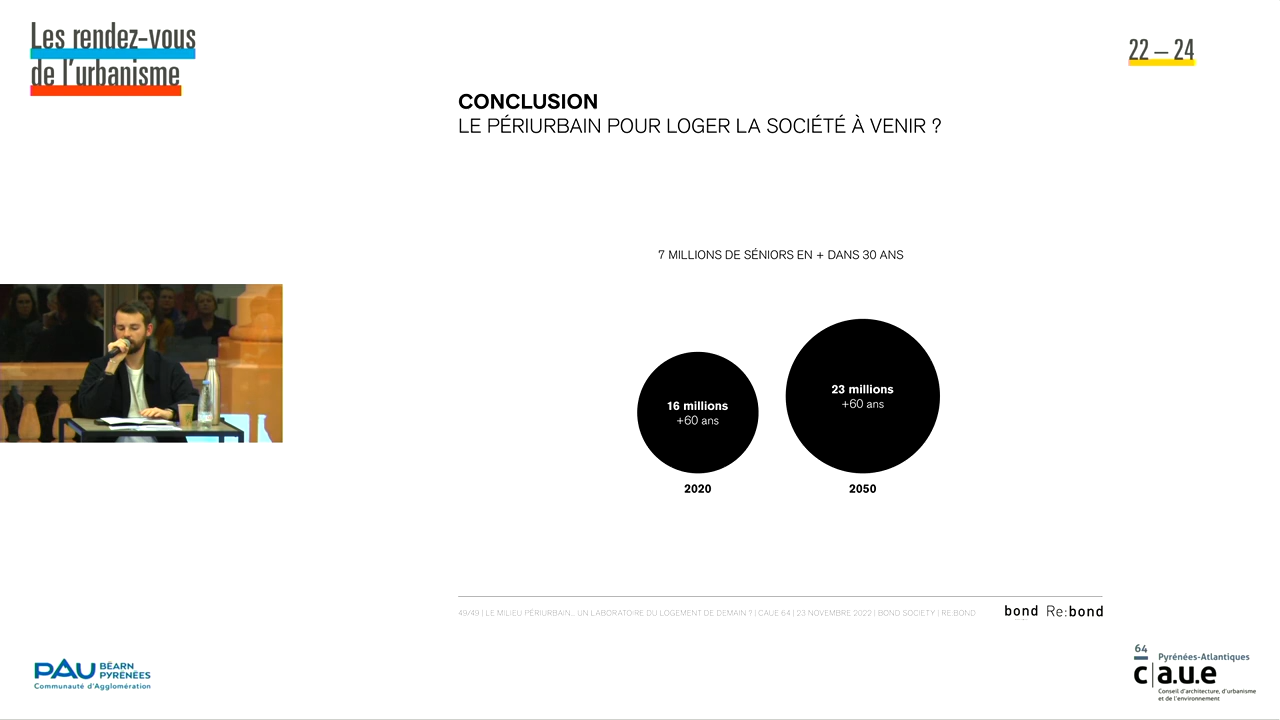 Les rendez-vous
de l'urbanisme
22 – 24
CONCLUSION
LE PÉRIURBAIN POUR LOGER LA SOCIÉTÉ À VENIR ?
7 MILLIONS DE SÉNIORS EN + DANS 30 ANS
16 millions
+60 ans
2020
23 millions
+60 ans
2050
49/49 | LE MILIEU PÉRIURBAIN... UN LABORATOIRE DU LOGEMENT DE DEMAIN ? | CAUE 64 | 23 NOVEMBRE 2022 | BOND SOCIETY | RE:BOND
bond Re:bond
PAU BÉARN
PYRÉNÉES
Communauté d'Agglomération
64
Pyrénées-Atlantiques
c|a.u.e
Conseil d'architecture, d'urbanisme
et de l'environnement